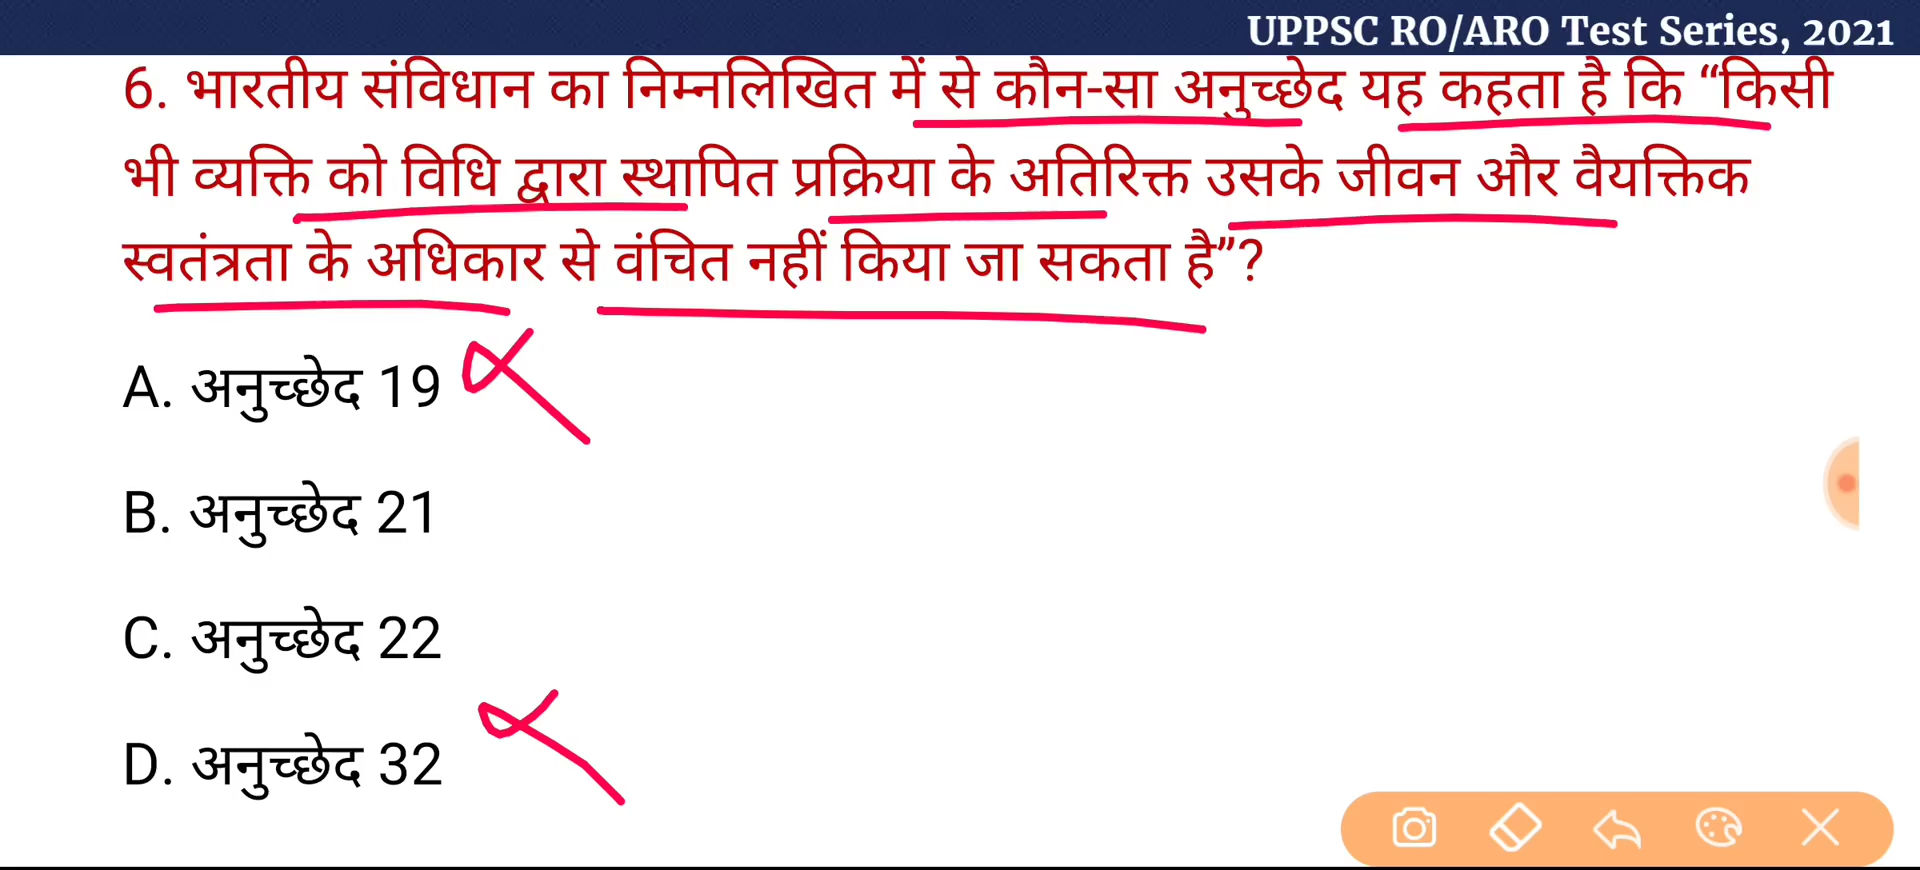 UPPSC RO/ARO Test Series, 2021
6. भारतीय संविधान का निम्नलिखित में से कौन-सा अनुच्छेद यह कहता है कि “किसी
भी व्यक्ति को विधि द्वारा स्थापित प्रक्रिया के अतिरिक्त उसके जीवन और वैयक्तिक
स्वतंत्रता के अधिकार से वंचित नहीं किया जा सकता है”?
A. अनुच्छेद 19
B. अनुच्छेद 21
C. अनुच्छेद 22
D. अनुच्छेद 32